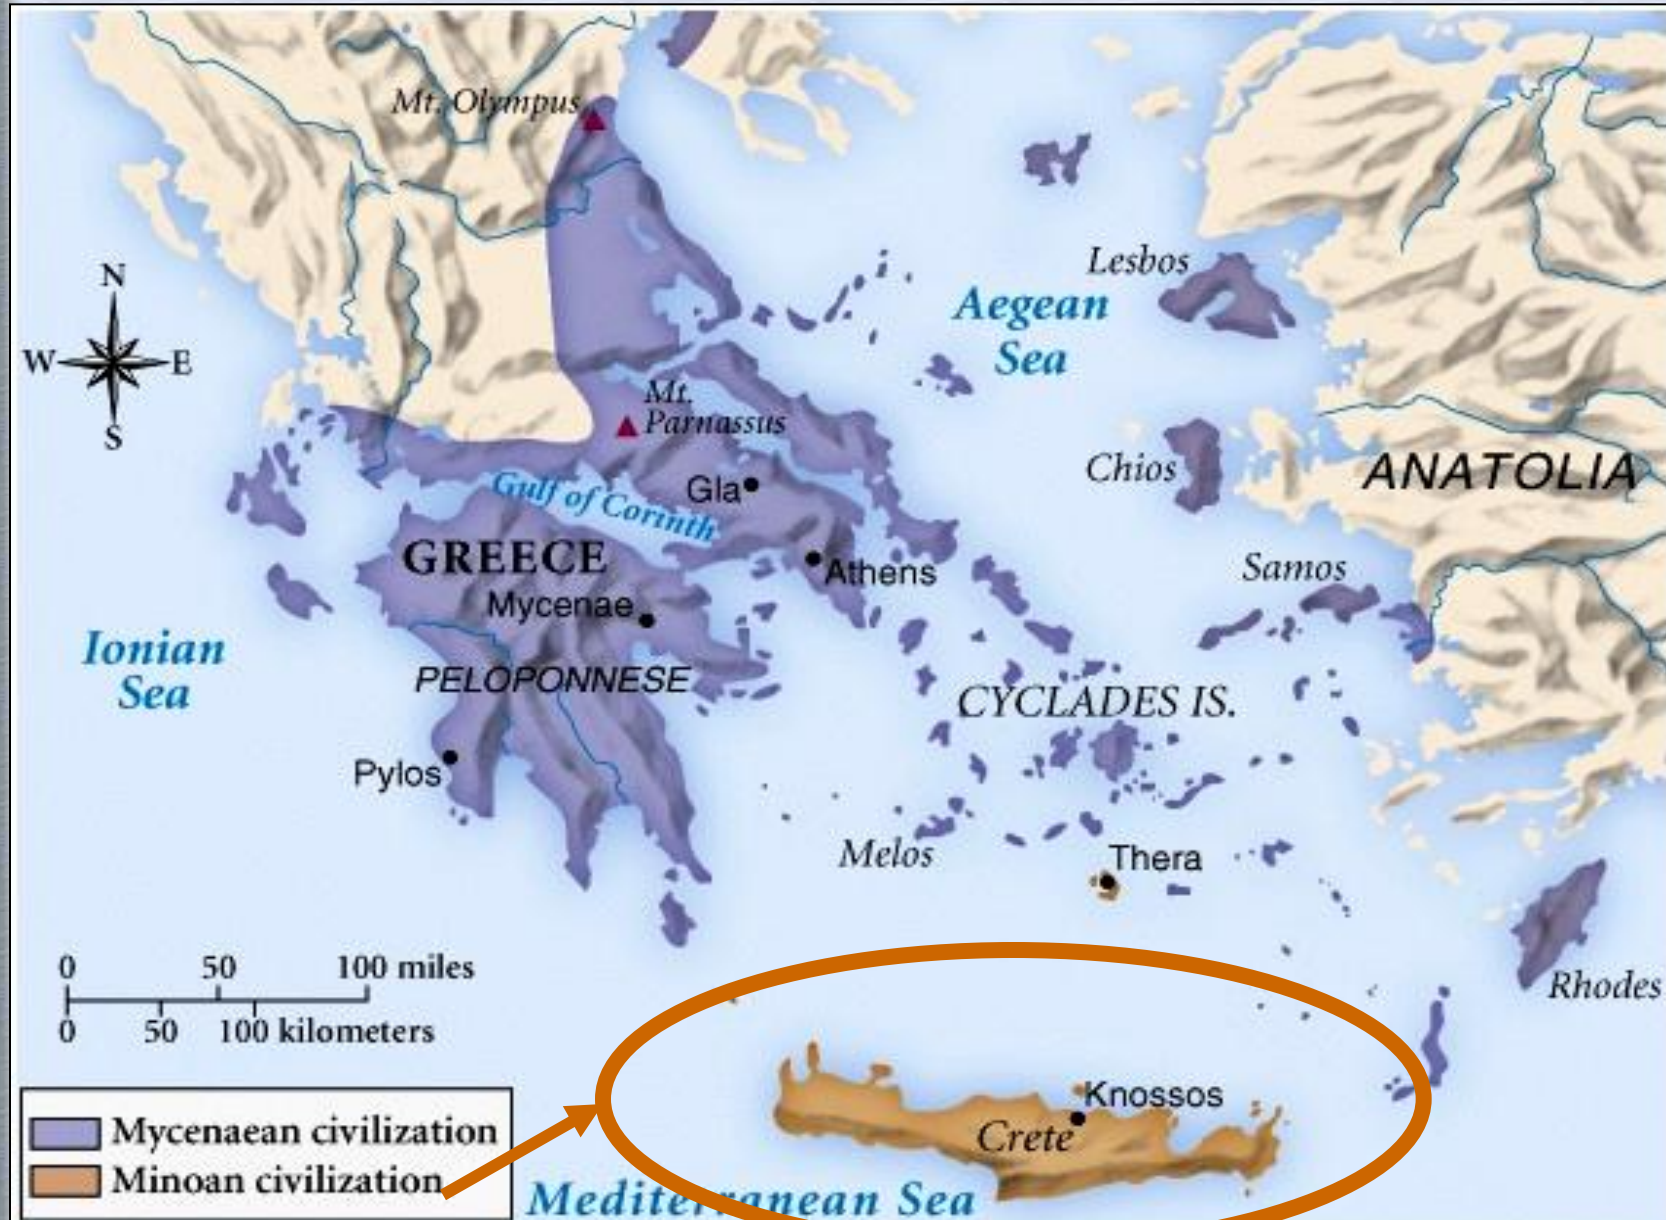 Mt. Olympus
N
W E
S
Lesbos
Aegean
Sea
Mt.
Parnassus
Chios
ANATOLIA
Gla
Gulf of Corinth
GREECE
Athens
Samos
Mycenae
Ionian
Sea
PELOPONNESE
CYCLADES IS.
Pylos
Melos
Thera
Rhodes
0 50 100 miles
0 50 100 kilometers
Knossos
Crete
Mycenaean civilization
Minoan civilization
Mediterranean Sea